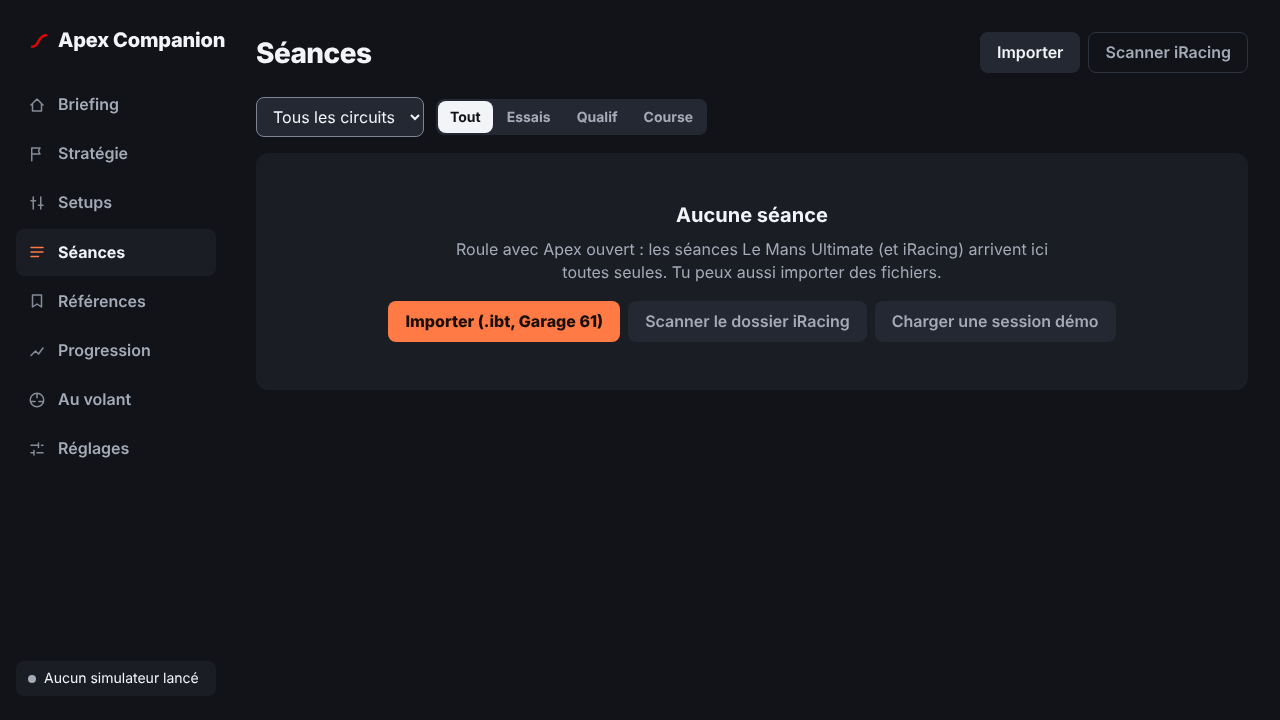 Apex Companion
Briefing
Stratégie
Setups
Séances
Références
Progression
Au volant
Réglages
Aucun simulateur lancé
Séances
Importer
Scanner iRacing
Tous les circuits
Tout
Essais
Qualif
Course
Aucune séance
Roule avec Apex ouvert : les séances Le Mans Ultimate (et iRacing) arrivent ici
toutes seules. Tu peux aussi importer des fichiers.
Importer (.ibt, Garage 61)
Scanner le dossier iRacing
Charger une session démo